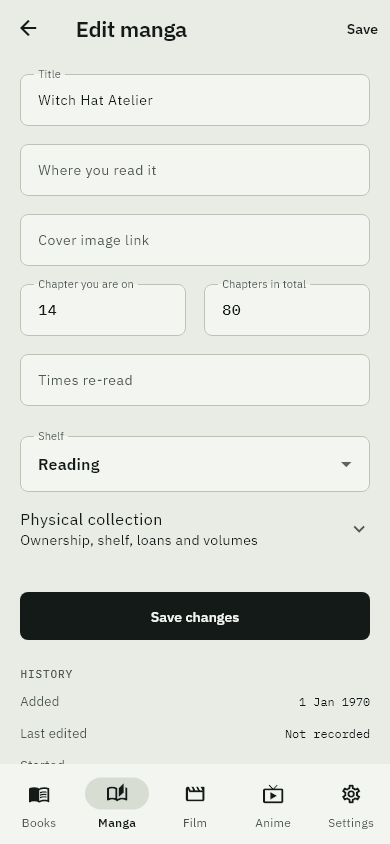 Edit manga
Save
Title
Witch Hat Atelier
Where you read it
Cover image link
Chapter you are on
Chapters in total
14
80
Times re-read
Shelf
Reading
Physical collection
Ownership, shelf, loans and volumes
Save changes
HISTORY
Added
1 Jan 1970
Last edited
Not recorded
Books
Manga
Film
Anime
Settings